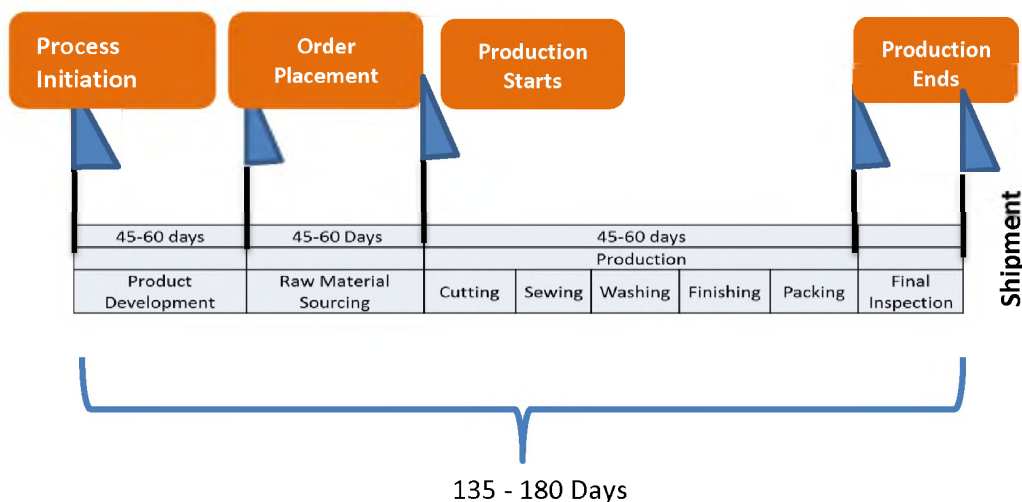 Process
Initiation
Order
Placement
Production
Starts
Production
Ends
Shipment
45-60 days
45-60 Days
45-60 days
Production
Product
Development
Raw Material
Sourcing
Cutting
Sewing
Washing
Finishing
Packing
Final
Inspection
135 - 180 Days